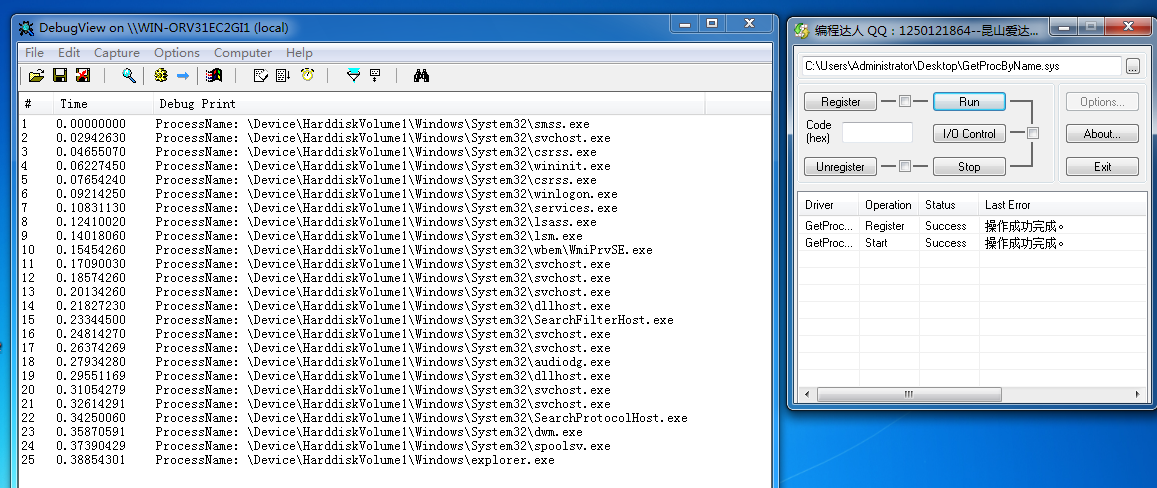 DebugView on \\WIN-ORV31EC2GI1 (local)
File Edit Capture Options Computer Help
# Time Debug Print
1 0.00000000 ProcessName: \Device\HarddiskVolume1\Windows\System32\smss.exe
2 0.02942630 ProcessName: \Device\HarddiskVolume1\Windows\System32\svchost.exe
3 0.04655070 ProcessName: \Device\HarddiskVolume1\Windows\System32\csrss.exe
4 0.06227450 ProcessName: \Device\HarddiskVolume1\Windows\System32\wininit.exe
5 0.07654240 ProcessName: \Device\HarddiskVolume1\Windows\System32\csrss.exe
6 0.09214250 ProcessName: \Device\HarddiskVolume1\Windows\System32\winlogon.exe
7 0.10831130 ProcessName: \Device\HarddiskVolume1\Windows\System32\services.exe
8 0.12410020 ProcessName: \Device\HarddiskVolume1\Windows\System32\lsass.exe
9 0.14018060 ProcessName: \Device\HarddiskVolume1\Windows\System32\lsm.exe
10 0.15454260 ProcessName: \Device\HarddiskVolume1\Windows\System32\wbem\WmiPrvSE.exe
11 0.17090030 ProcessName: \Device\HarddiskVolume1\Windows\System32\svchost.exe
12 0.18574260 ProcessName: \Device\HarddiskVolume1\Windows\System32\svchost.exe
13 0.20134260 ProcessName: \Device\HarddiskVolume1\Windows\System32\svchost.exe
14 0.21827230 ProcessName: \Device\HarddiskVolume1\Windows\System32\dllhost.exe
15 0.23344500 ProcessName: \Device\HarddiskVolume1\Windows\System32\SearchFilterHost.exe
16 0.24814270 ProcessName: \Device\HarddiskVolume1\Windows\System32\svchost.exe
17 0.26374269 ProcessName: \Device\HarddiskVolume1\Windows\System32\svchost.exe
18 0.27934280 ProcessName: \Device\HarddiskVolume1\Windows\System32\audiodg.exe
19 0.29551169 ProcessName: \Device\HarddiskVolume1\Windows\System32\dllhost.exe
20 0.31054279 ProcessName: \Device\HarddiskVolume1\Windows\System32\svchost.exe
21 0.32614291 ProcessName: \Device\HarddiskVolume1\Windows\System32\svchost.exe
22 0.34250060 ProcessName: \Device\HarddiskVolume1\Windows\System32\SearchProtocolHost.exe
23 0.35870591 ProcessName: \Device\HarddiskVolume1\Windows\System32\dwm.exe
24 0.37390429 ProcessName: \Device\HarddiskVolume1\Windows\System32\spoolsv.exe
25 0.38854301 ProcessName: \Device\HarddiskVolume1\Windows\explorer.exe
编程达人 QQ：1250121864--昆山爱达...
C:\Users\Administrator\Desktop\GetProcByName.sys ...
Register Run Options...
Code (hex) I/O Control About...
Unregister Stop Exit
Driver Operation Status Last Error
GetProc... Register Success 操作成功完成。
GetProc... Start Success 操作成功完成。